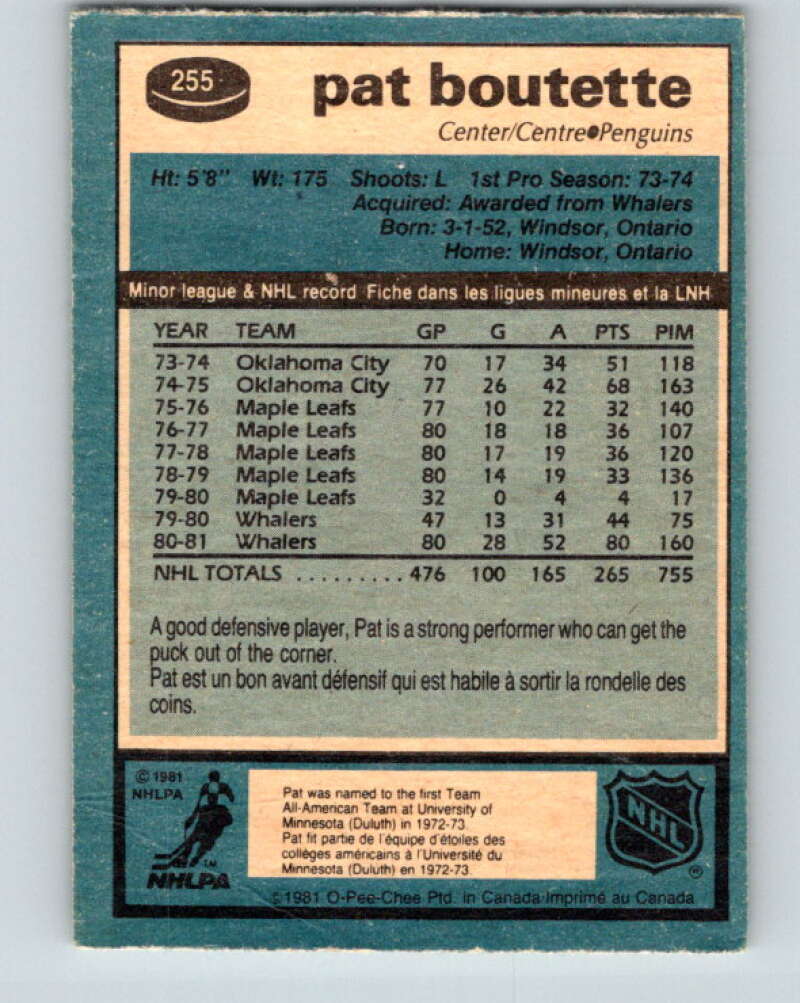 255
pat boutette
Center/Centre●Penguins
Ht: 5'8" Wt: 175 Shoots: L 1st Pro Season: 73-74
Acquired: Awarded from Whalers
Born: 3-1-52, Windsor, Ontario
Home: Windsor, Ontario
Minor league & NHL record Fiche dans les ligues mineures et la LNH
YEAR TEAM GP G A PTS PIM
73-74 Oklahoma City 70 17 34 51 118
74-75 Oklahoma City 77 26 42 68 163
75-76 Maple Leafs 77 10 22 32 140
76-77 Maple Leafs 80 18 18 36 107
77-78 Maple Leafs 80 17 19 36 120
78-79 Maple Leafs 80 14 19 33 136
79-80 Maple Leafs 32 0 4 4 17
79-80 Whalers 47 13 31 44 75
80-81 Whalers 80 28 52 80 160
NHL TOTALS ......... 476 100 165 265 755
A good defensive player, Pat is a strong performer who can get the
puck out of the corner.
Pat est un bon avant défensif qui est habile à sortir la rondelle des
coins.
© 1981
NHLPA
TM
NHLPA
Pat was named to the first Team
All-American Team at University of
Minnesota (Duluth) in 1972-73.
Pat fit partie de l'équipe d'étoiles des
collèges américains à l'Université du
Minnesota (Duluth) en 1972-73.
NHL
®
©1981 O-Pee-Chee Ptd. in Canada/Imprimé au Canada